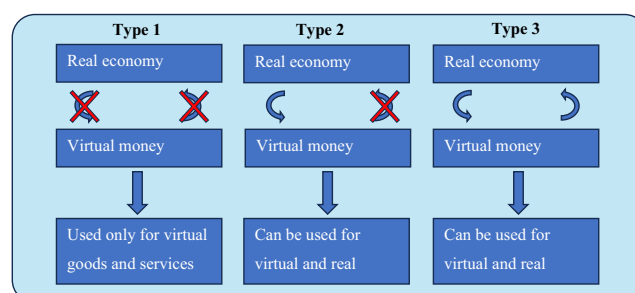 Type 1
Type 2
Type 3
Real economy
Real economy
Real economy
Virtual money
Virtual money
Virtual money
Used only for virtual
goods and services
Can be used for
virtual and real
Can be used for
virtual and real